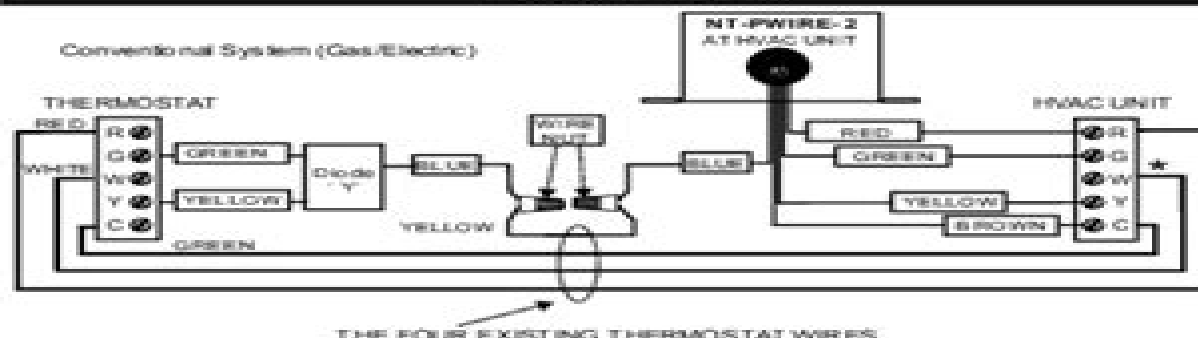 NT-PWIRE-2
AT HVAC UNIT
Conventional System (Gas/Electric)
THERMOSTAT
HVAC UNIT
RED
WIRE
NUT
R
RED
R
G
GREEN
Diode
"Y"
BLUE
BLUE
GREEN
G
*
WHITE
W
W
Y
YELLOW
YELLOW
Y
C
YELLOW
BROWN
C
GREEN
THE FOUR EXISTING THERMOSTAT WIRES